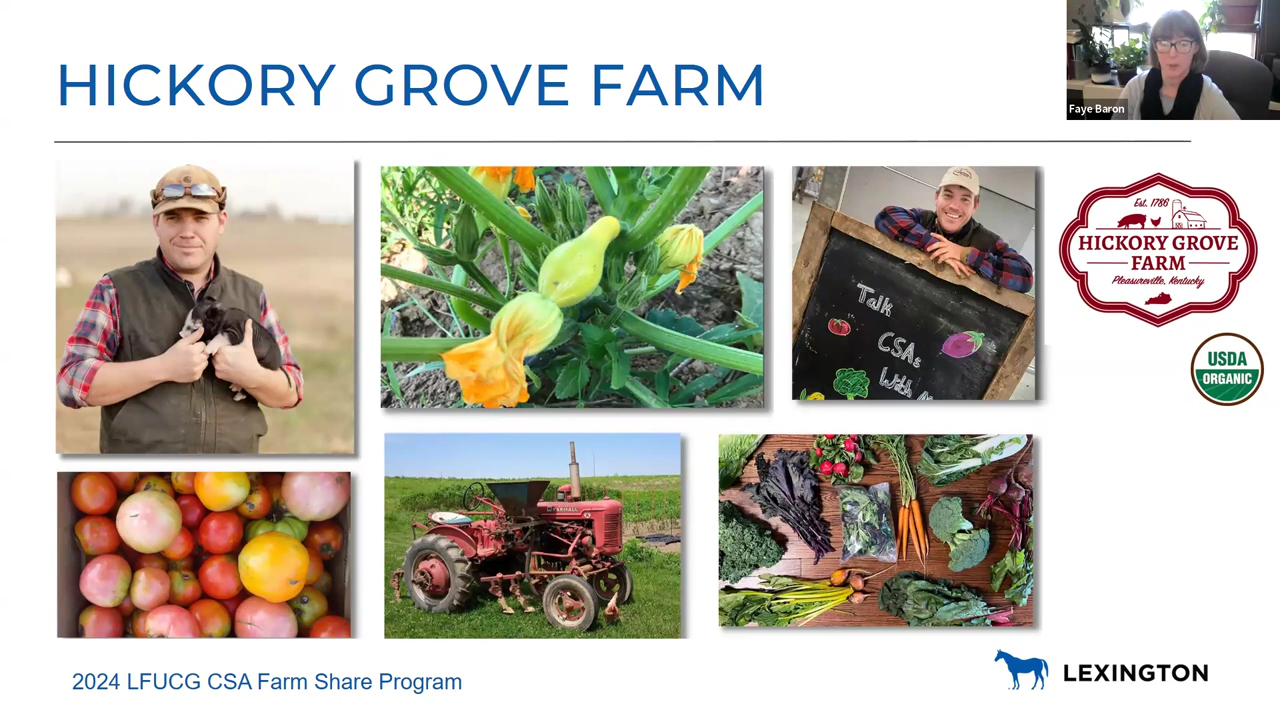 HICKORY GROVE FARM
Faye Baron
Talk
CSAs
With
Est. 1786
HICKORY GROVE
FARM
Pleasureville, Kentucky
USDA
ORGANIC
2024 LFUCG CSA Farm Share Program
LEXINGTON